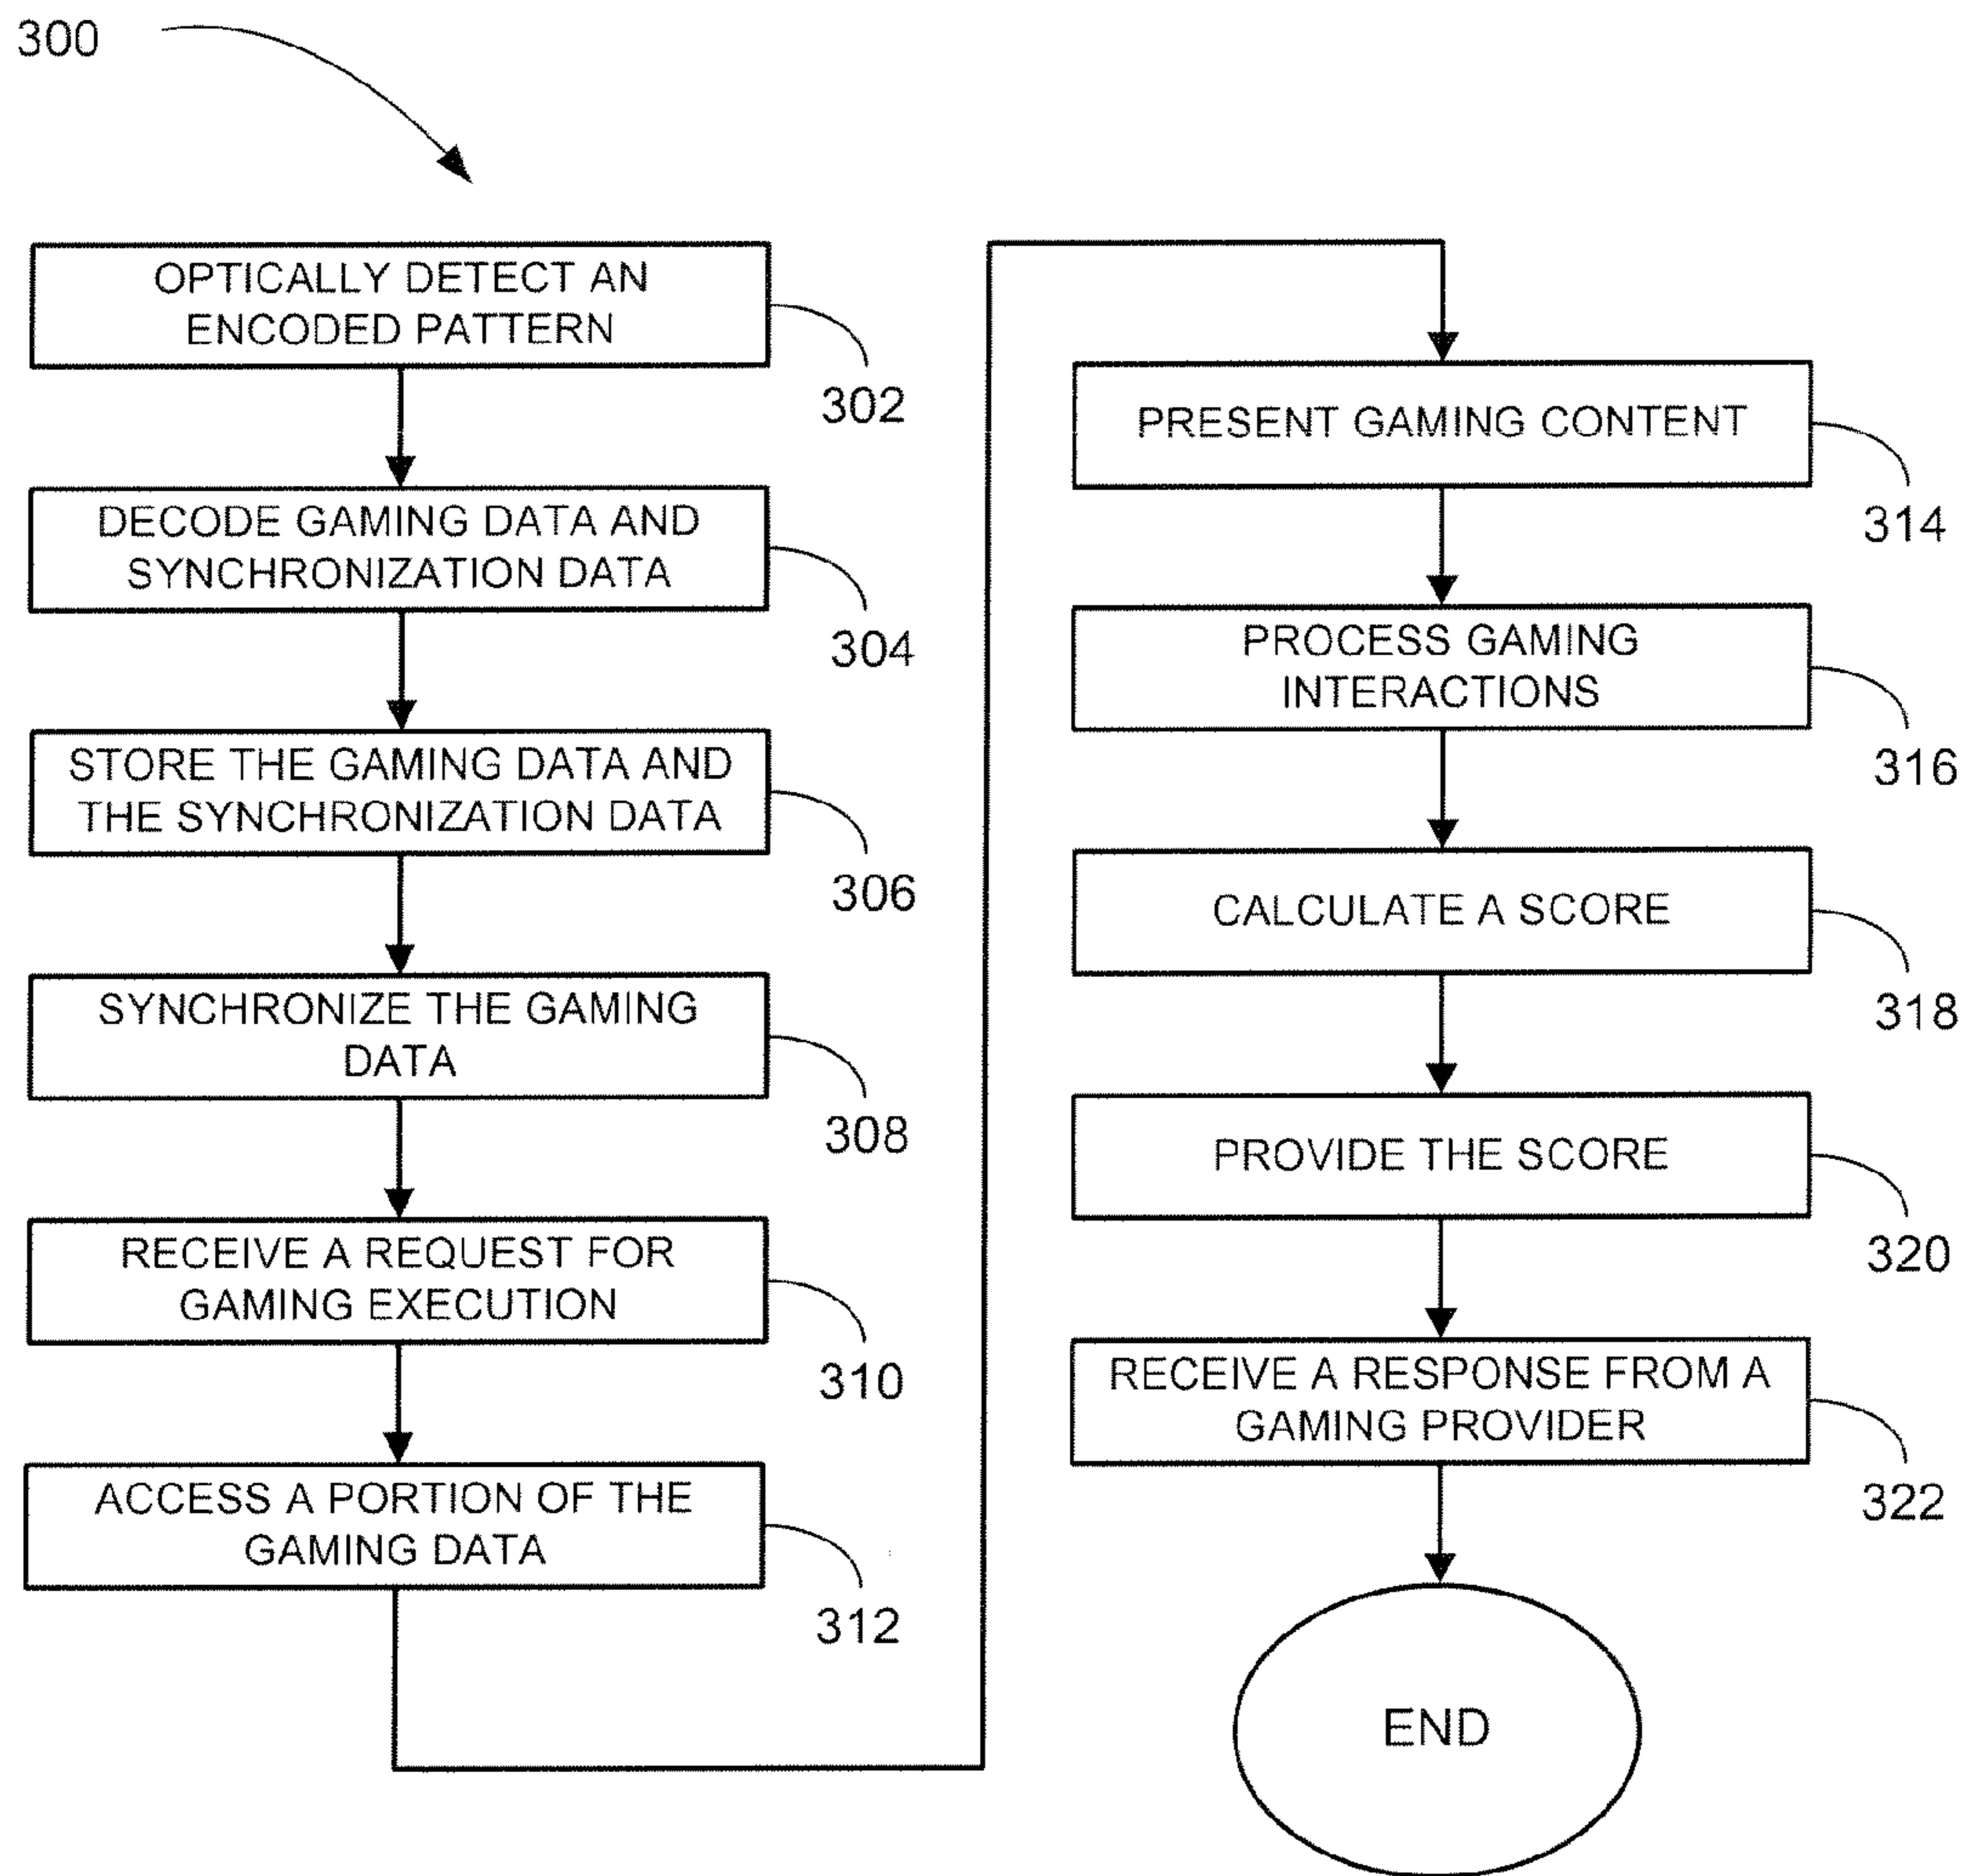 300
OPTICALLY DETECT AN
ENCODED PATTERN
302
DECODE GAMING DATA AND
SYNCHRONIZATION DATA
304
STORE THE GAMING DATA AND
THE SYNCHRONIZATION DATA
306
SYNCHRONIZE THE GAMING
DATA
308
RECEIVE A REQUEST FOR
GAMING EXECUTION
310
ACCESS A PORTION OF THE
GAMING DATA
312
PRESENT GAMING CONTENT
314
PROCESS GAMING
INTERACTIONS
316
CALCULATE A SCORE
318
PROVIDE THE SCORE
320
RECEIVE A RESPONSE FROM A
GAMING PROVIDER
322
END